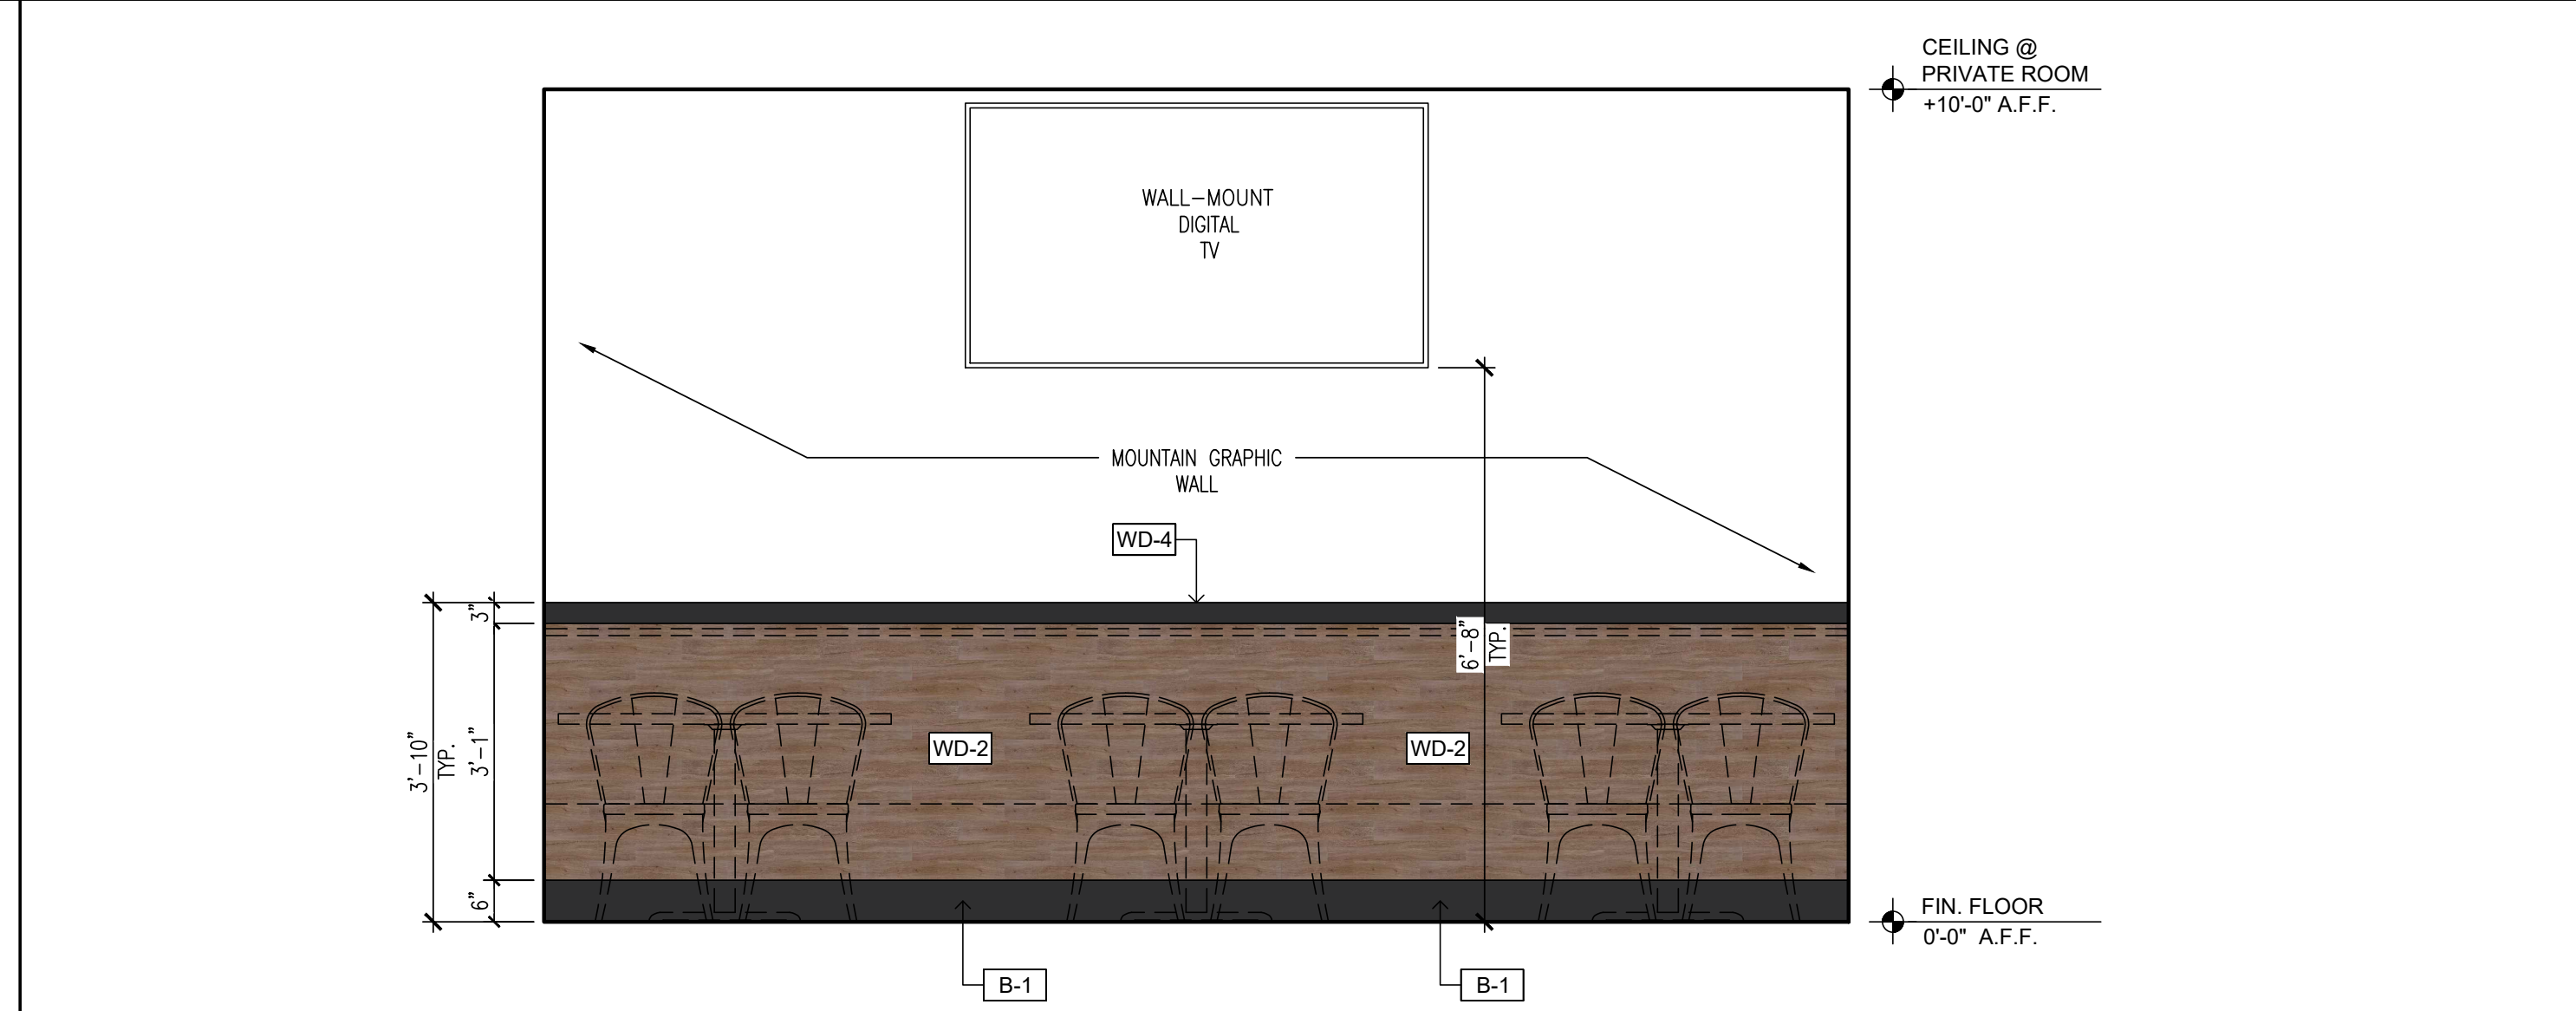 CEILING @
PRIVATE ROOM
+10'-0" A.F.F.
WALL-MOUNT
DIGITAL
TV
MOUNTAIN GRAPHIC
WALL
WD-4
3"
6'-8"
TYP.
3'-10"
TYP.
3'-1"
WD-2
WD-2
6"
FIN. FLOOR
0'-0" A.F.F.
B-1
B-1